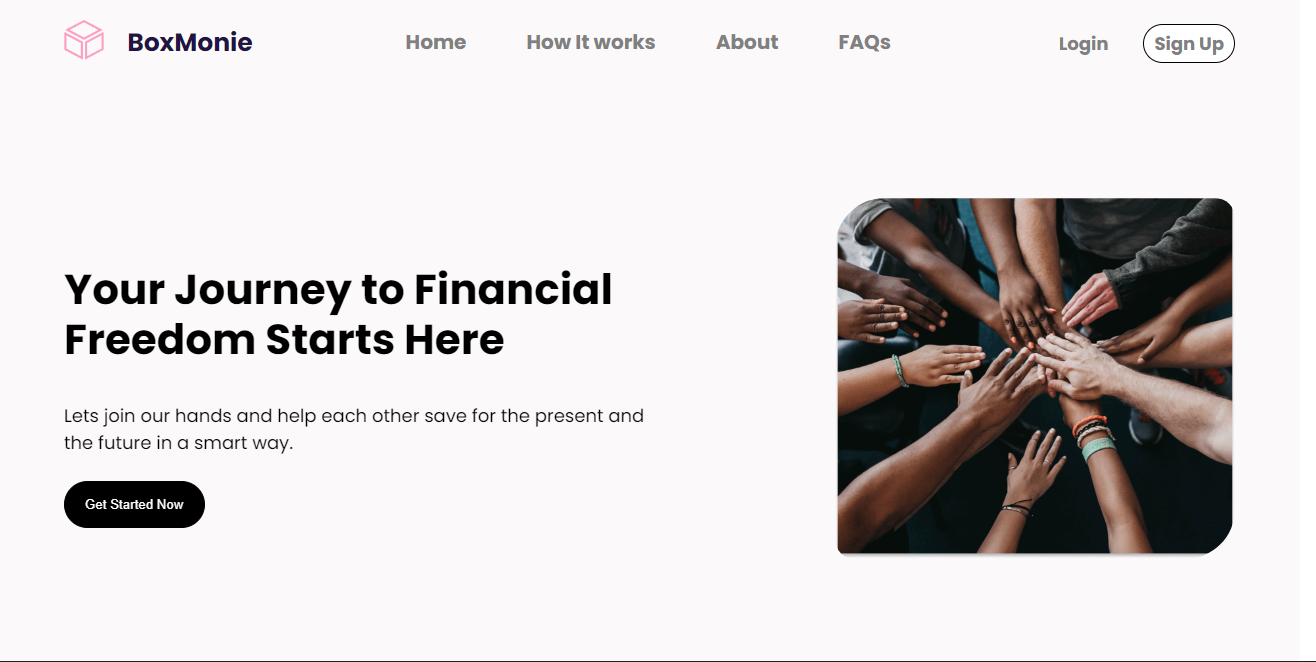 BoxMonie
Home
How It works
About
FAQs
Login
Sign Up
Your Journey to Financial
Freedom Starts Here
Lets join our hands and help each other save for the present and
the future in a smart way.
Get Started Now